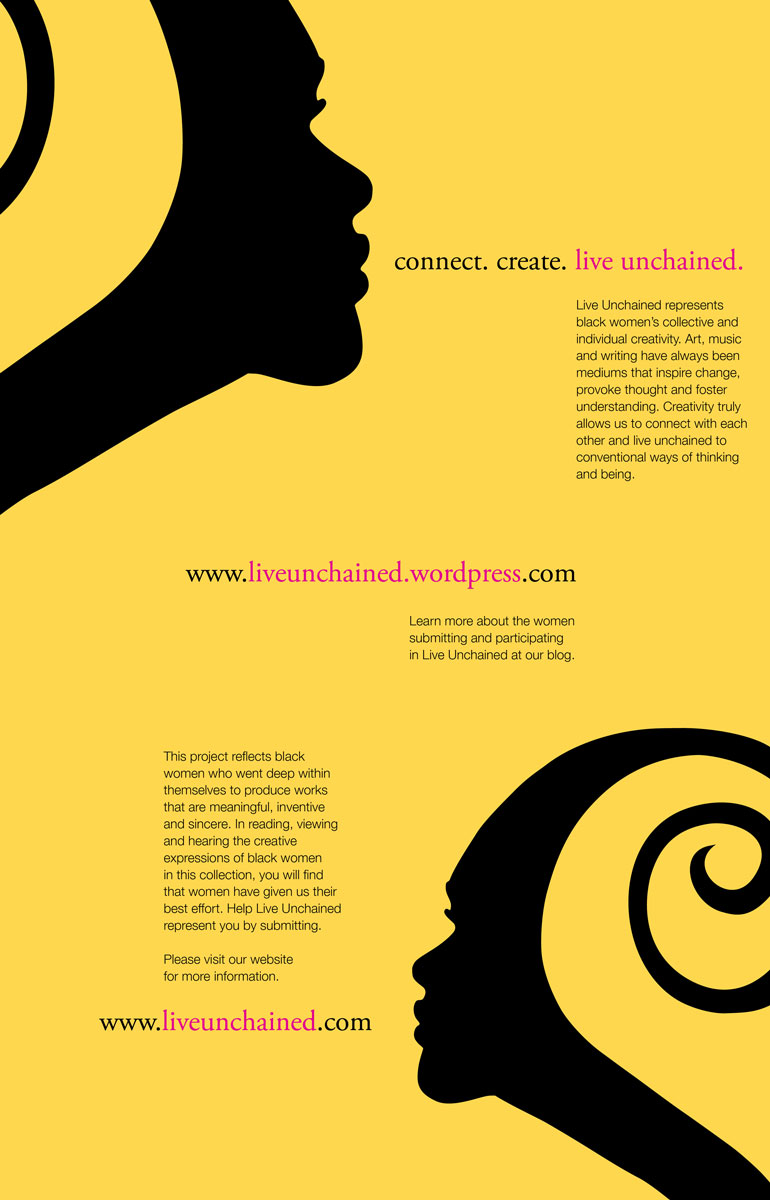 connect. create. live unchained.
Live Unchained represents
black women’s collective and
individual creativity. Art, music
and writing have always been
mediums that inspire change,
provoke thought and foster
understanding. Creativity truly
allows us to connect with each
other and live unchained to
conventional ways of thinking
and being.
www.liveunchained.wordpress.com
Learn more about the women
submitting and participating
in Live Unchained at our blog.
This project reflects black
women who went deep within
themselves to produce works
that are meaningful, inventive
and sincere. In reading, viewing
and hearing the creative
expressions of black women
in this collection, you will find
that women have given us their
best effort. Help Live Unchained
represent you by submitting.
Please visit our website
for more information.
www.liveunchained.com